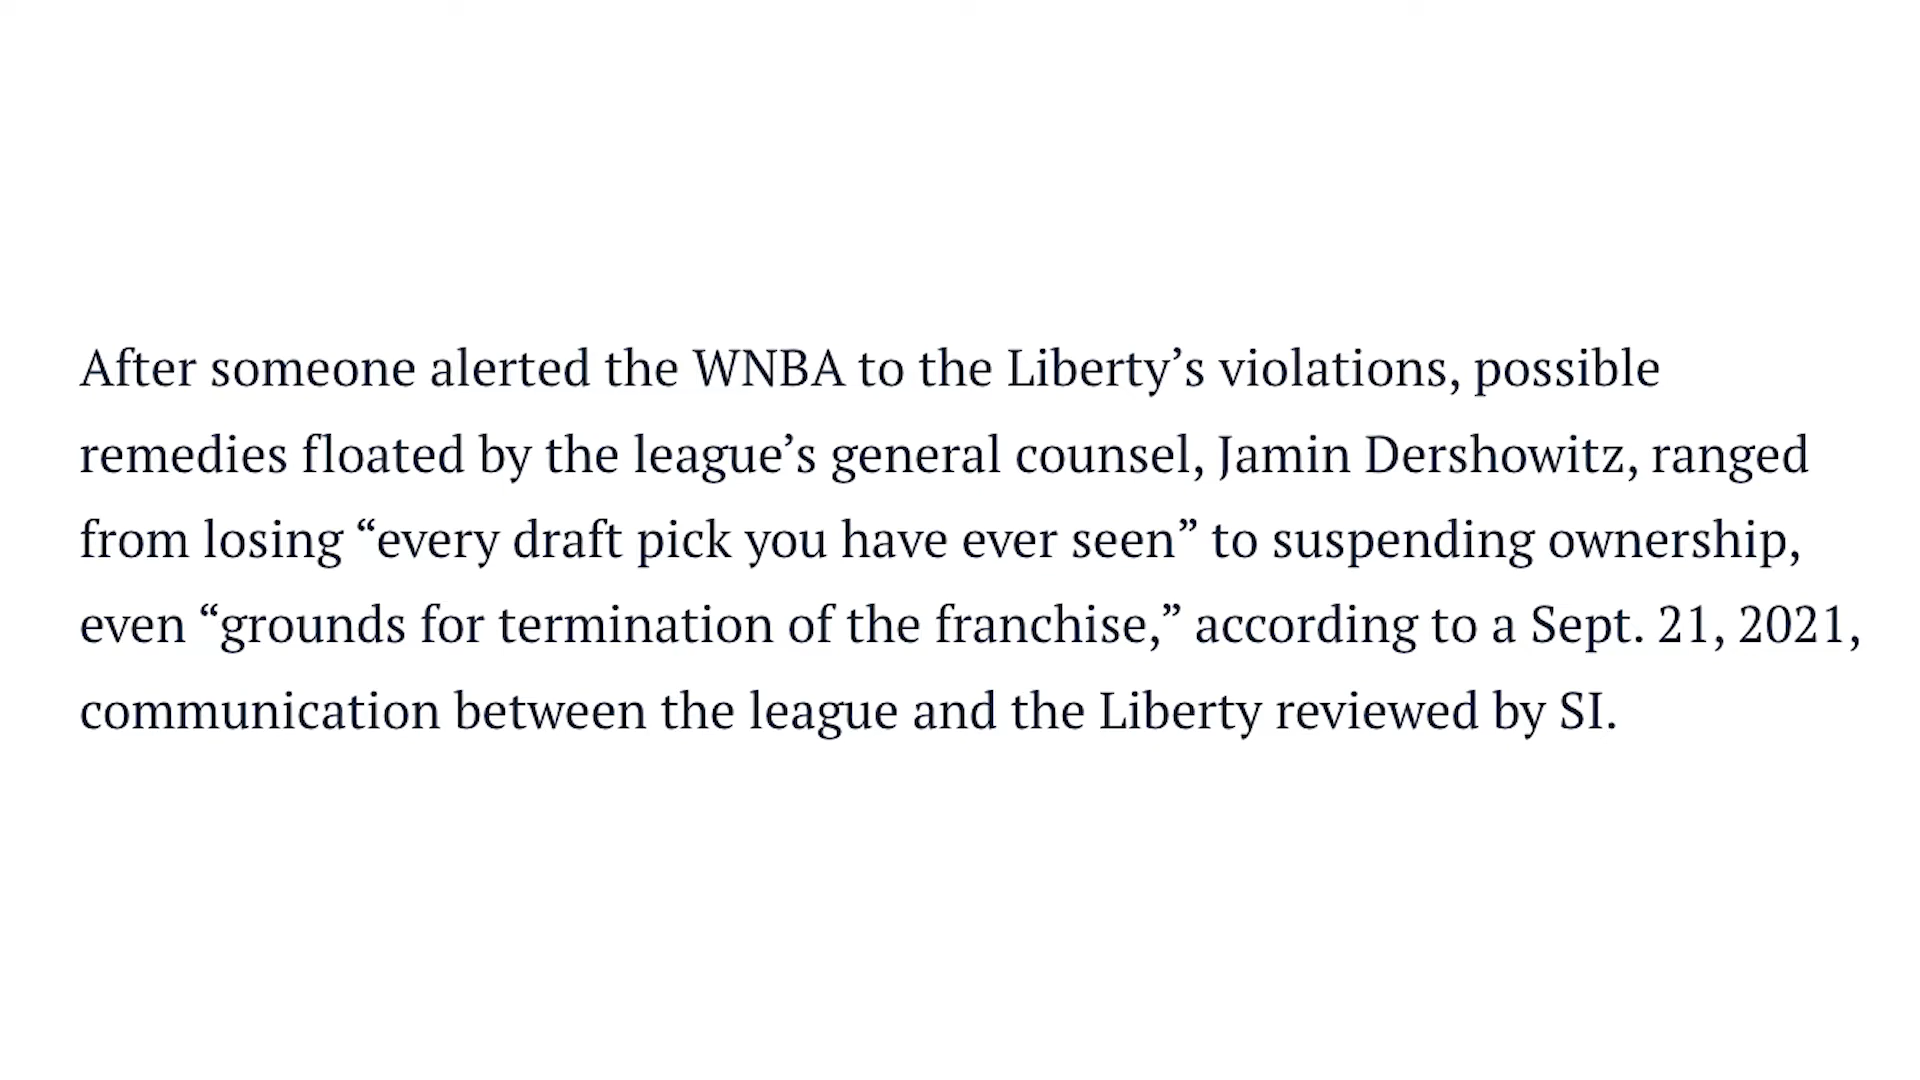 After someone alerted the WNBA to the Liberty’s violations, possible
remedies floated by the league’s general counsel, Jamin Dershowitz, ranged
from losing “every draft pick you have ever seen” to suspending ownership,
even “grounds for termination of the franchise,” according to a Sept. 21, 2021,
communication between the league and the Liberty reviewed by SI.